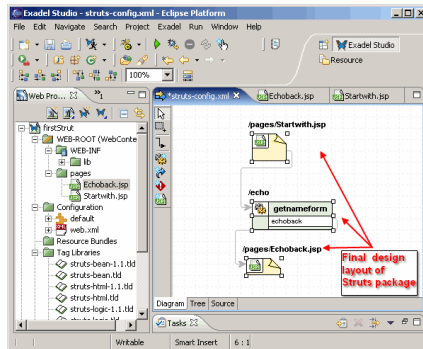 Exadel Studio - struts-config.xml - Eclipse Platform
File Edit Navigate Search Project Exadel Run Window Help
Exadel Studio
Resource
100%
Web Pro...
*struts-config.xml
Echoback.jsp
Startwith.jsp
firstStrut
WEB-ROOT (WebConte
WEB-INF
lib
pages
Echoback.jsp
Startwith.jsp
Configuration
default
web.xml
Resource Bundles
Tag Libraries
struts-bean-1.1.tld
struts-bean.tld
struts-html-1.1.tld
struts-html.tld
struts-logic-1.1.tld
struts-logic.tld
/pages/Startwith.jsp
/echo
getnameform
echoback
/pages/Echoback.jsp
Final design
layout of
Struts package
Diagram Tree Source
Tasks
Writable Smart Insert 6 : 1